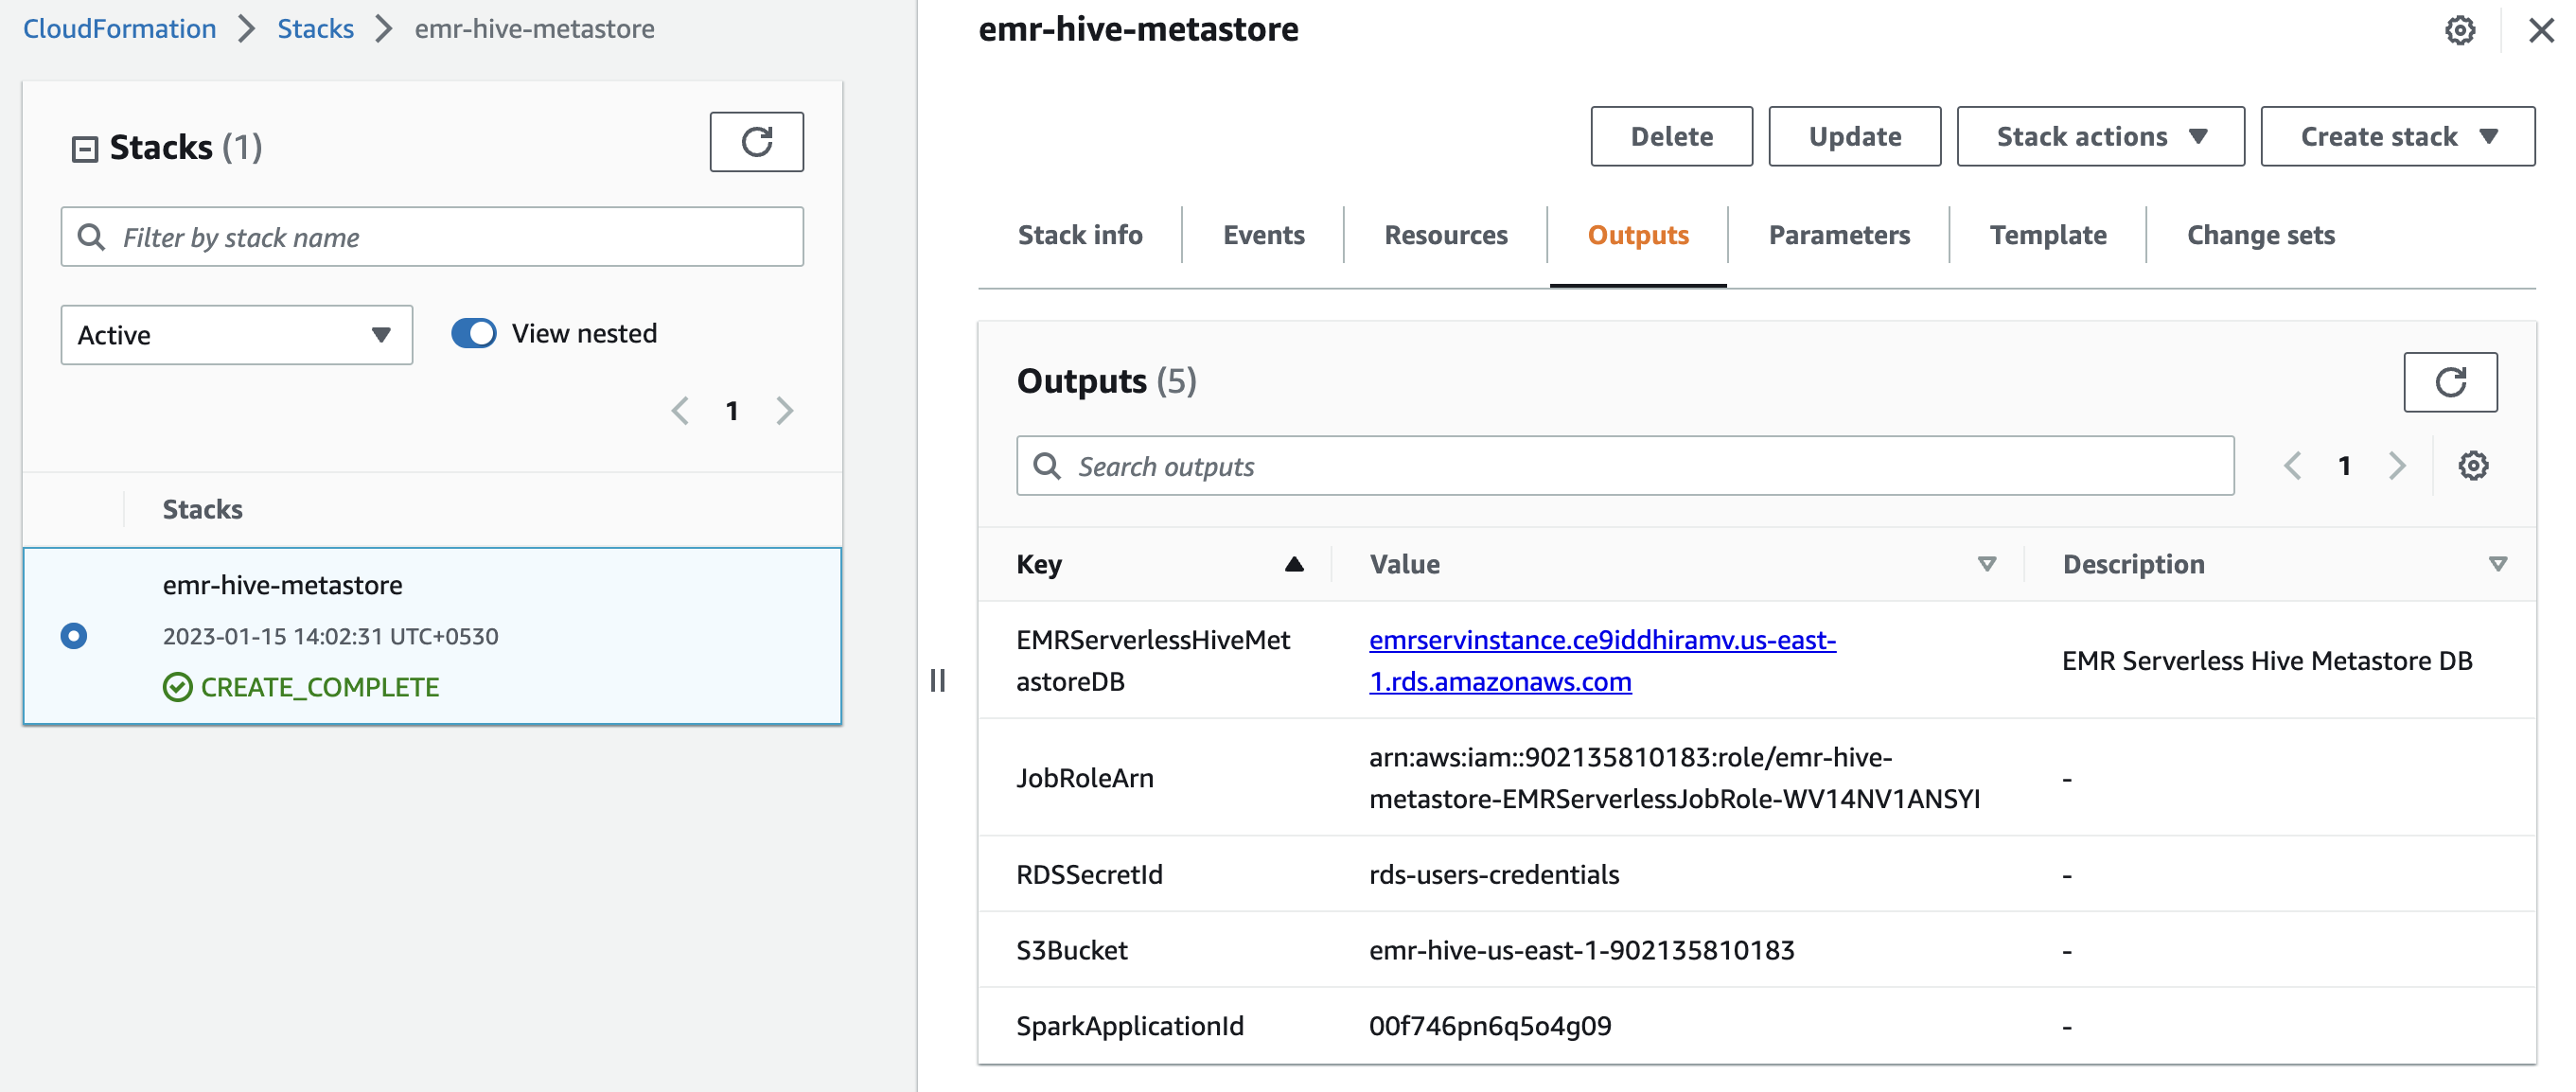 CloudFormation > Stacks > emr-hive-metastore
Stacks (1)
Filter by stack name
Active
View nested
1
Stacks
emr-hive-metastore
2023-01-15 14:02:31 UTC+0530
CREATE_COMPLETE
emr-hive-metastore
Delete Update Stack actions Create stack
Stack info Events Resources Outputs Parameters Template Change sets
Outputs (5)
Search outputs
1
Key Value Description
EMRServerlessHiveMet
astoreDB
emrservinstance.ce9iddhiramv.us-east-
1.rds.amazonaws.com
EMR Serverless Hive Metastore DB
JobRoleArn
arn:aws:iam::902135810183:role/emr-hive-
metastore-EMRServerlessJobRole-WV14NV1ANSYI
-
RDSSecretId rds-users-credentials -
S3Bucket emr-hive-us-east-1-902135810183 -
SparkApplicationId 00f746pn6q5o4g09 -